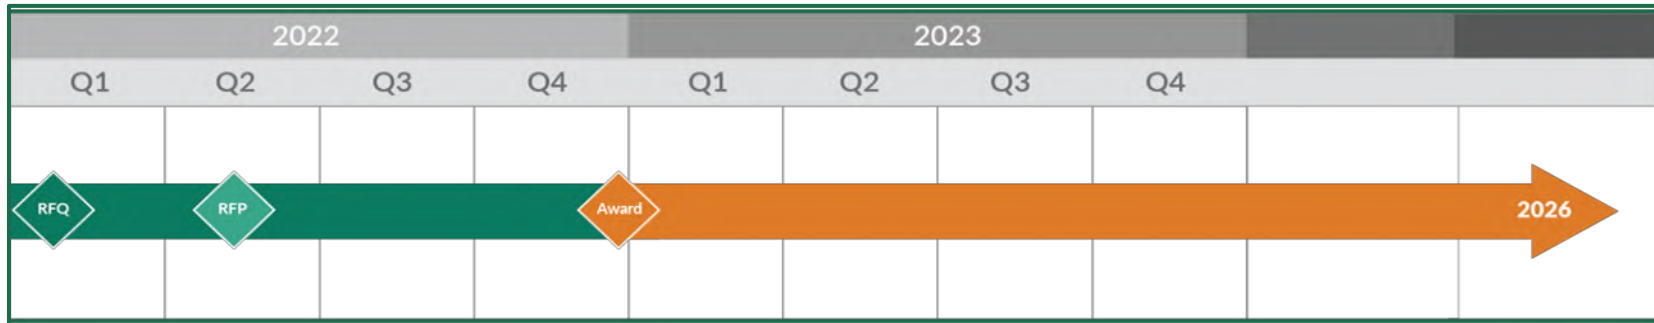 2022 2023
Q1 Q2 Q3 Q4 Q1 Q2 Q3 Q4
RFQ RFP Award 2026